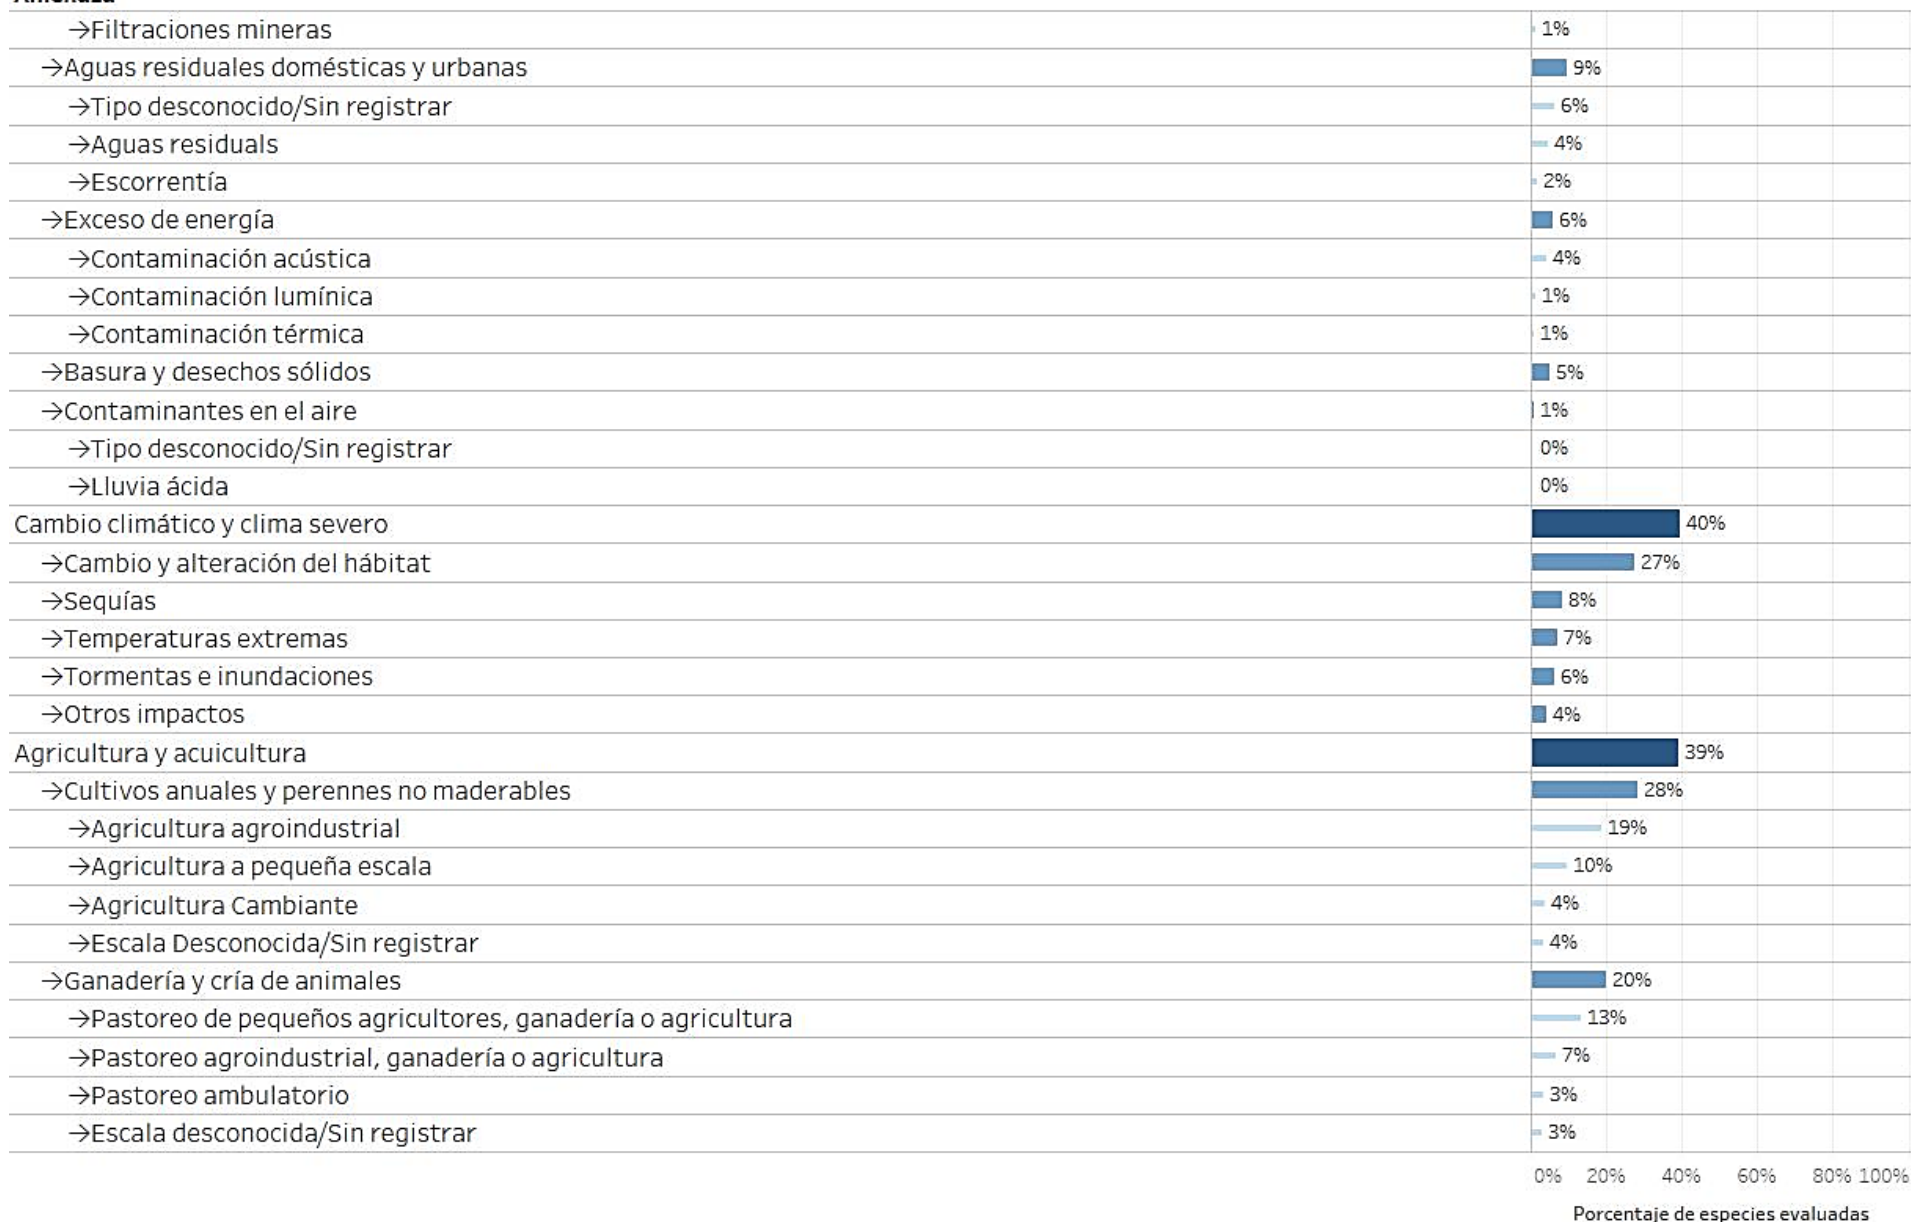 →Filtraciones mineras 1%
→Aguas residuales domésticas y urbanas 9%
→Tipo desconocido/Sin registrar 6%
→Aguas residuals 4%
→Escorrentía 2%
→Exceso de energía 6%
→Contaminación acústica 4%
→Contaminación lumínica 1%
→Contaminación térmica 1%
→Basura y desechos sólidos 5%
→Contaminantes en el aire 1%
→Tipo desconocido/Sin registrar 0%
→Lluvia ácida 0%
Cambio climático y clima severo 40%
→Cambio y alteración del hábitat 27%
→Sequías 8%
→Temperaturas extremas 7%
→Tormentas e inundaciones 6%
→Otros impactos 4%
Agricultura y acuicultura 39%
→Cultivos anuales y perennes no maderables 28%
→Agricultura agroindustrial 19%
→Agricultura a pequeña escala 10%
→Agricultura Cambiante 4%
→Escala Desconocida/Sin registrar 4%
→Ganadería y cría de animales 20%
→Pastoreo de pequeños agricultores, ganadería o agricultura 13%
→Pastoreo agroindustrial, ganadería o agricultura 7%
→Pastoreo ambulatorio 3%
→Escala desconocida/Sin registrar 3%
0% 20% 40% 60% 80% 100%
Porcentaje de especies evaluadas